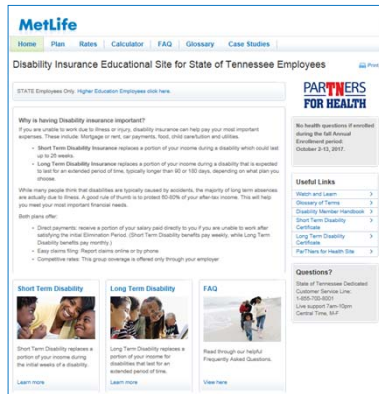 MetLife
Home Plan Rates Calculator FAQ Glossary Case Studies
Disability Insurance Educational Site for State of Tennessee Employees
Print
STATE Employees Only. Higher Education Employees click here.
PARTNERS
FOR HEALTH
Why is having Disability insurance important?
If you are unable to work due to illness or injury, disability insurance can help pay your most important
expenses. These include: Mortgage or rent, car payments, food, child care/tuition and utilities.
• Short Term Disability Insurance replaces a portion of your income during a disability which could last
up to 26 weeks.
• Long Term Disability Insurance replaces a portion of your income during a disability that is expected
to last for an extended period of time, typically longer than 90 or 180 days, depending on what plan you
choose.
While many people think that disabilities are typically caused by accidents, the majority of long term absences
are actually due to illness. A good rule of thumb is to protect 60-80% of your after-tax income. This will help
you meet your most important financial needs.
Both plans offer:
• Direct payments: receive a portion of your salary paid directly to you if you are unable to work after
satisfying the initial Elimination Period. (Short Term Disability benefits pay weekly, while Long Term
Disability benefits pay monthly.)
• Easy claims filing: Report claims online or by phone
• Competitive rates: This group coverage is offered only through your employer
No health questions if enrolled
during the fall Annual
Enrollment period:
October 2-13, 2017.
Useful Links
Watch and Learn
Glossary of Terms
Disability Member Handbook
Short Term Disability
Certificate
Long Term Disability
Certificate
ParTNers for Health Site
Questions?
State of Tennessee Dedicated
Customer Service Line:
1-855-700-8001
Live support 7am-10pm
Central Time, M-F
Short Term Disability
Short Term Disability replaces a
portion of your income during
the initial weeks of a disability.
Learn more
Long Term Disability
Long Term Disability replaces a
portion of your income for
disabilities that last for an
extended period of time.
Learn more
FAQ
Read through our helpful
Frequently Asked Questions.
View here